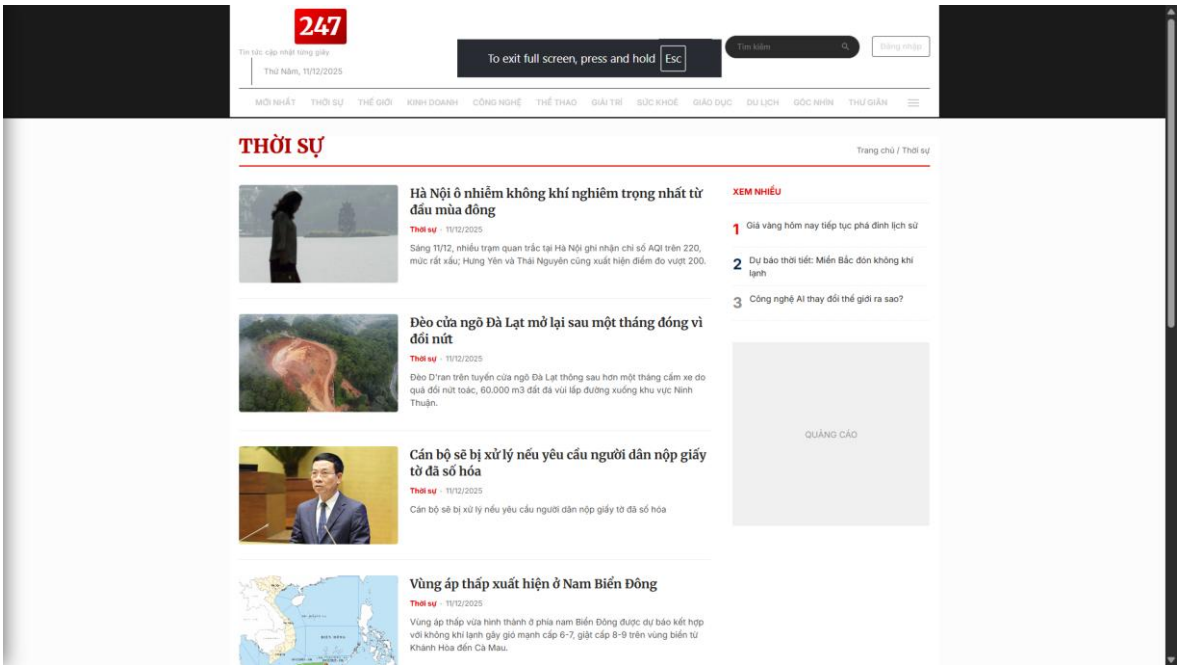 247
Tin tức cập nhật từng giây
Thứ Năm, 11/12/2025
To exit full screen, press and hold Esc
Tìm kiếm
Đăng nhập
MỚI NHẤT THỜI SỰ THẾ GIỚI KINH DOANH CÔNG NGHỆ THỂ THAO GIẢI TRÍ SỨC KHOẺ GIÁO DỤC DU LỊCH GÓC NHÌN THƯ GIÃN
THỜI SỰ
Trang chủ / Thời sự
Hà Nội ô nhiễm không khí nghiêm trọng nhất từ
đầu mùa đông
Thời sự - 11/12/2025
Sáng 11/12, nhiều trạm quan trắc tại Hà Nội ghi nhận chỉ số AQI trên 220,
mức rất xấu; Hưng Yên và Thái Nguyên cũng xuất hiện điểm đo vượt 200.
Đèo cửa ngõ Đà Lạt mở lại sau một tháng đóng vì
đồi nứt
Thời sự - 11/12/2025
Đèo D'ran trên tuyến cửa ngõ Đà Lạt thông sau hơn một tháng cấm xe do
quả đồi nứt toác, 60.000 m3 đất đá vùi lấp đường xuống khu vực Ninh
Thuận.
Cán bộ sẽ bị xử lý nếu yêu cầu người dân nộp giấy
tờ đã số hóa
Thời sự - 11/12/2025
Cán bộ sẽ bị xử lý nếu yêu cầu người dân nộp giấy tờ đã số hóa
Vùng áp thấp xuất hiện ở Nam Biển Đông
Thời sự - 11/12/2025
Vùng áp thấp vừa hình thành ở phía nam Biển Đông được dự báo kết hợp
với không khí lạnh gây gió mạnh cấp 6-7, giật cấp 8-9 trên vùng biển từ
Khánh Hòa đến Cà Mau.
XEM NHIỀU
1 Giá vàng hôm nay tiếp tục phá đỉnh lịch sử
2 Dự báo thời tiết: Miền Bắc đón không khí
lạnh
3 Công nghệ AI thay đổi thế giới ra sao?
QUẢNG CÁO